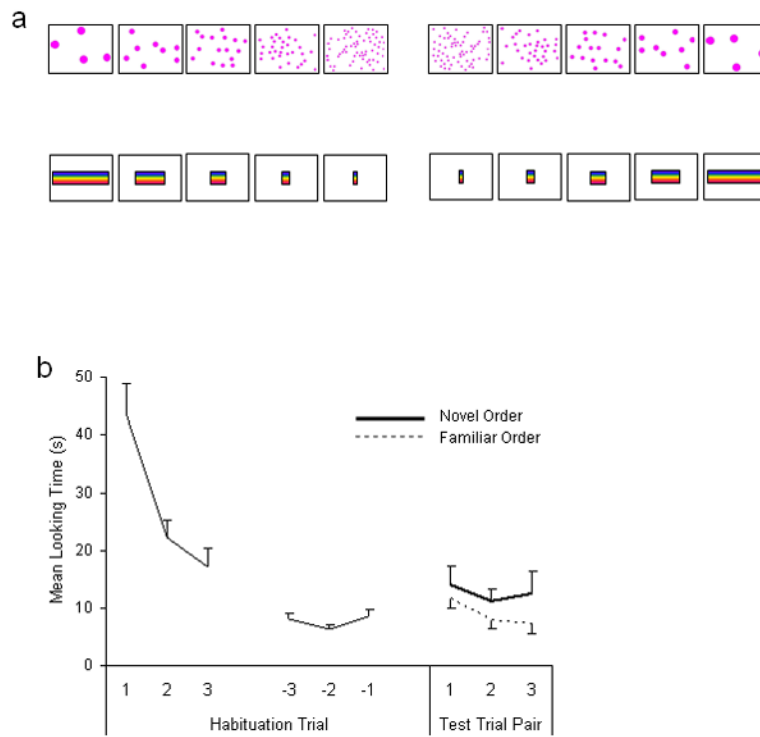 a
b
50
40
30
20
10
0
Mean Looking Time (s)
Novel Order
Familiar Order
1 2 3 -3 -2 -1 1 2 3
Habituation Trial Test Trial Pair